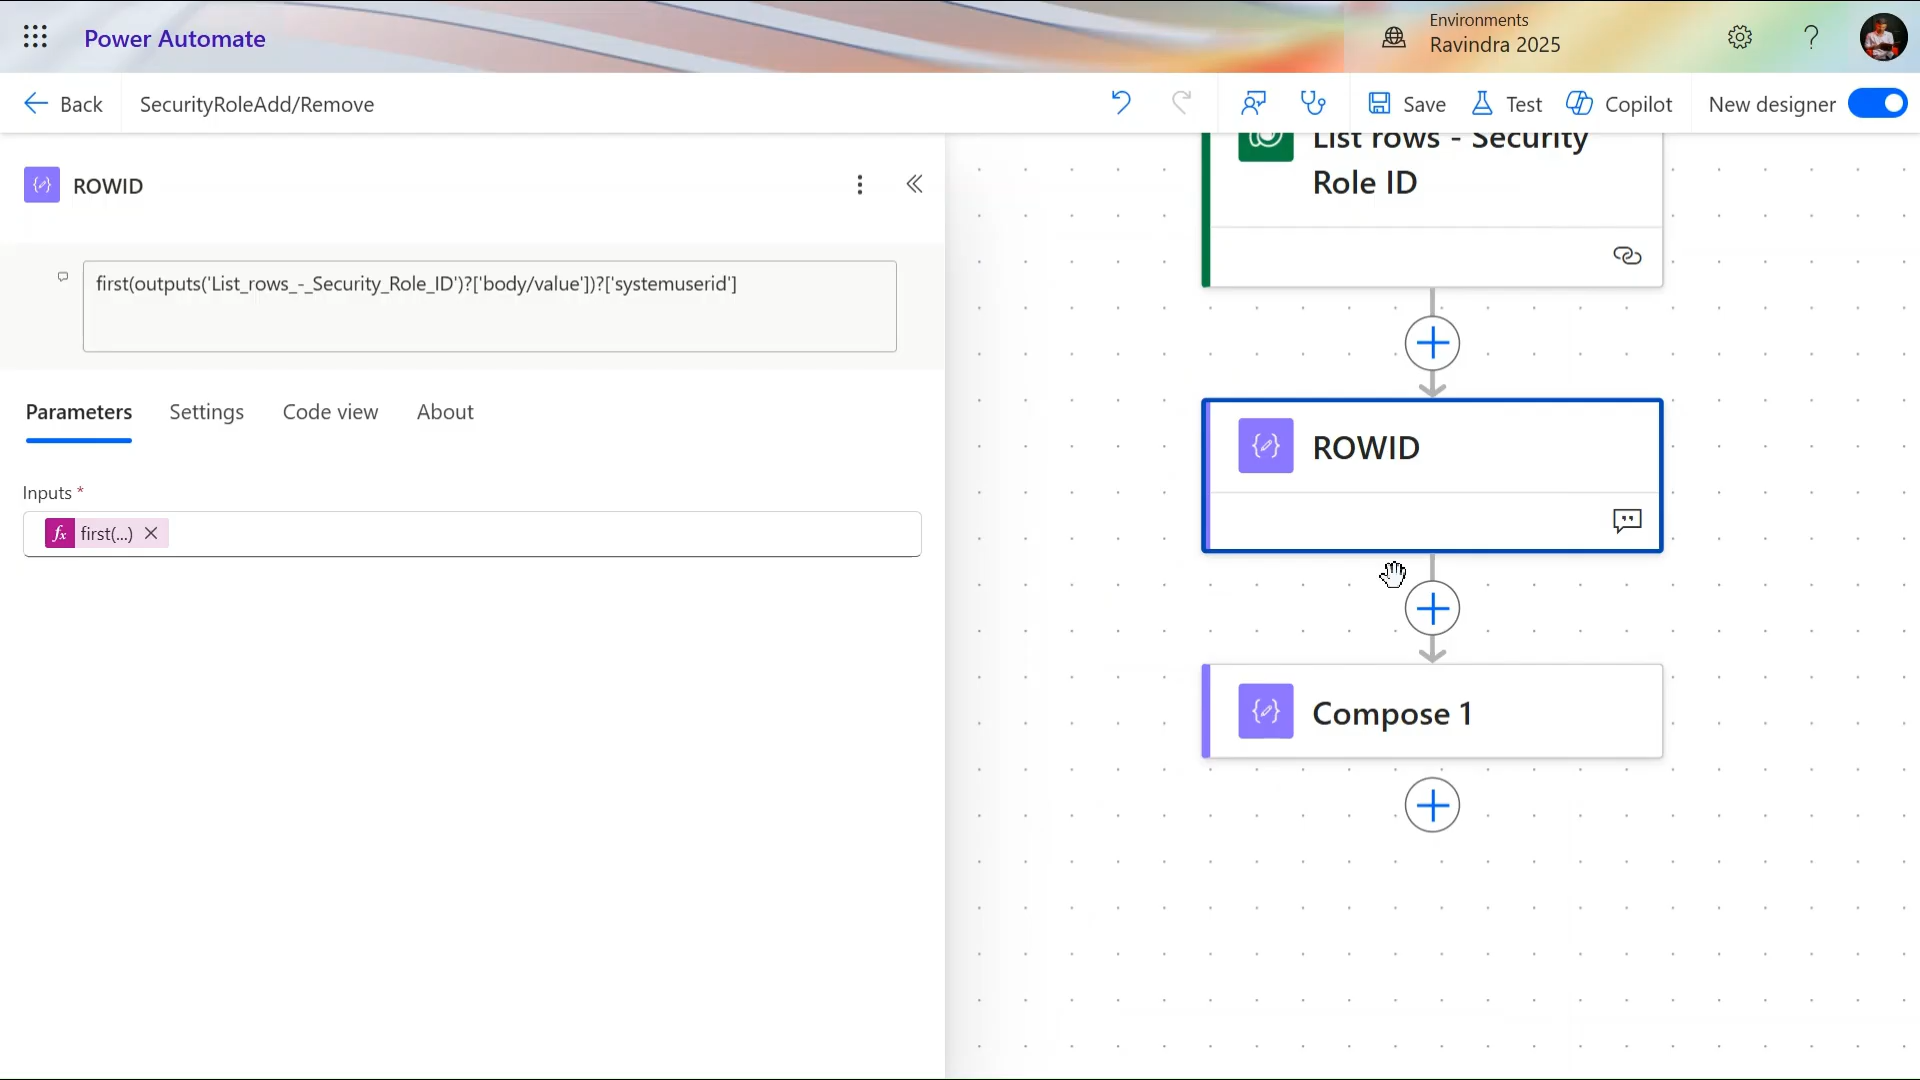 Power Automate
Environments
Ravindra 2025
Back
SecurityRoleAdd/Remove
Save
Test
Copilot
New designer
ROWID
first(outputs('List_rows_-_Security_Role_ID')?['body/value'])?['systemuserid']
Parameters
Settings
Code view
About
Inputs *
fx first(...)
List rows - Security
Role ID
ROWID
Compose 1